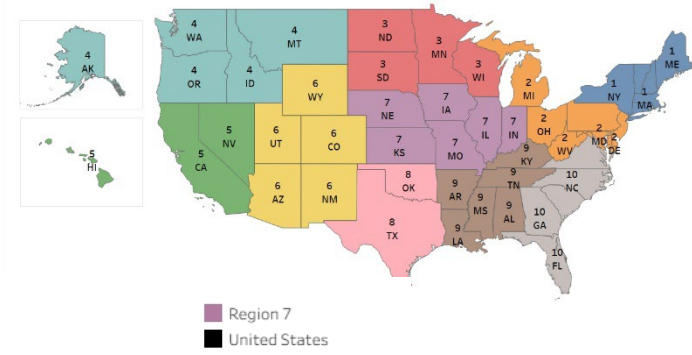 4
AK
5
HI
4
WA
4
MT
4
OR
4
ID
3
ND
3
MN
3
SD
3
WI
2
MI
1
ME
1
NY
1
MA
6
WY
7
NE
7
IA
7
IL
7
IN
2
OH
2
MD
2
DE
2
WV
5
NV
5
CA
6
UT
6
CO
7
KS
7
MO
9
KY
9
TN
10
NC
6
AZ
6
NM
8
OK
9
AR
9
MS
9
AL
10
GA
8
TX
9
LA
10
FL
Region 7
United States